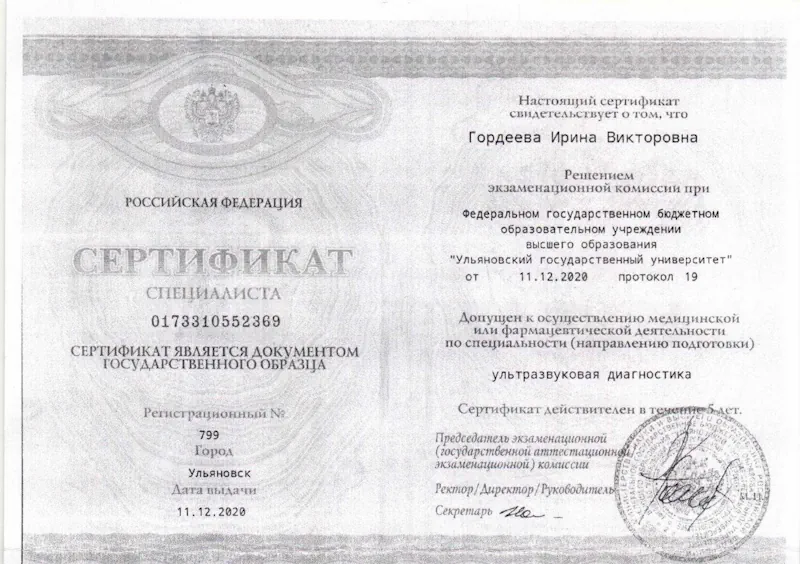 РОССИЙСКАЯ ФЕДЕРАЦИЯ
СЕРТИФИКАТ
СПЕЦИАЛИСТА
0173310552369
СЕРТИФИКАТ ЯВЛЯЕТСЯ ДОКУМЕНТОМ
ГОСУДАРСТВЕННОГО ОБРАЗЦА
Регистрационный №
799
Город
Ульяновск
Дата выдачи
11.12.2020
Настоящий сертификат
свидетельствует о том, что
Гордеева Ирина Викторовна
Решением
экзаменационной комиссии при
Федеральном государственном бюджетном
образовательном учреждении
высшего образования
"Ульяновский государственный университет"
от 11.12.2020 протокол 19
Допущен к осуществлению медицинской
или фармацевтической деятельности
по специальности (направлению подготовки)
ультразвуковая диагностика
Сертификат действителен в течение 5 лет.
Председатель экзаменационной
(государственной аттестационной
экзаменационной) комиссии
Ректор/Директор/Руководитель
Секретарь